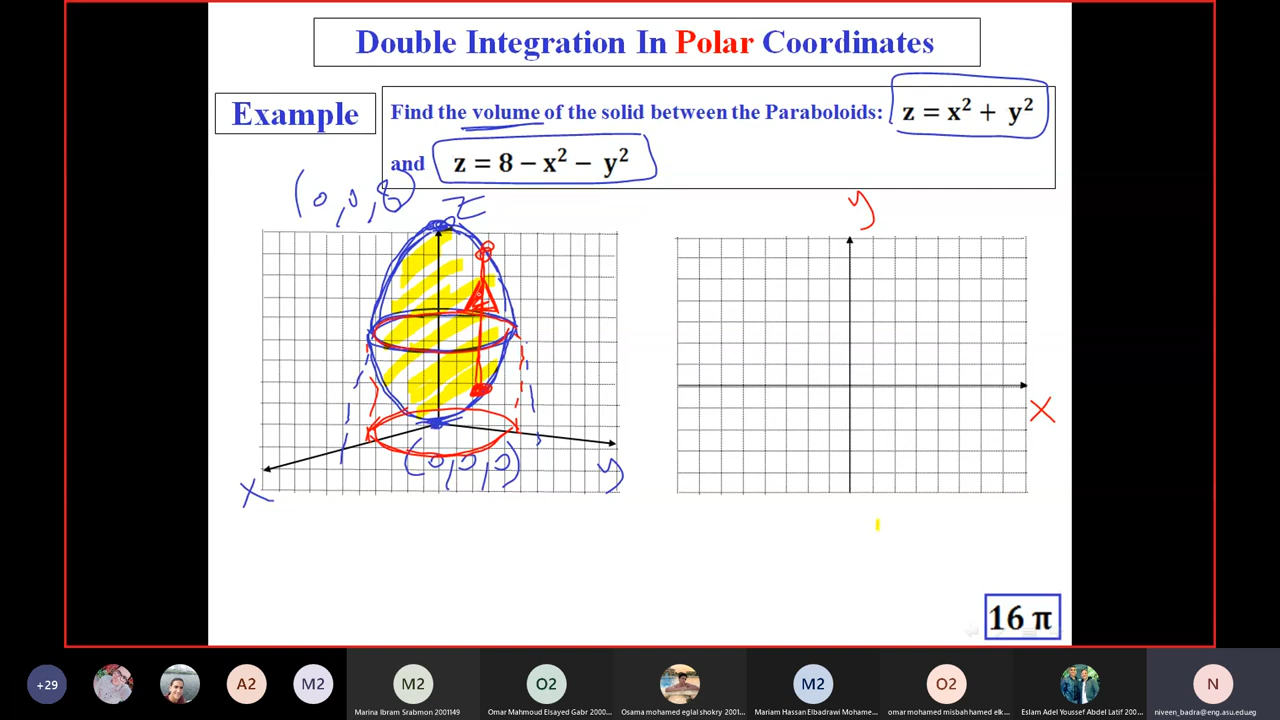 Double Integration In Polar Coordinates
Example
Find the volume of the solid between the Paraboloids: z = x² + y²
and z = 8 − x² − y²
(0,0,8)
z
y
x
(0,0,0)
y
x
16 π
+29
A2
M2
M2
Marina Ibram Srabmon 2001149
O2
Omar Mahmoud Elsayed Gabr 2000...
Osama mohamed eglal shokry 2001...
M2
Mariam Hassan Elbadrawi Mohame...
O2
omar mohamed misbah hamed elk...
Eslam Adel Youssef Abdel Latif 200...
N
niveen_badra@eng.asu.edueg